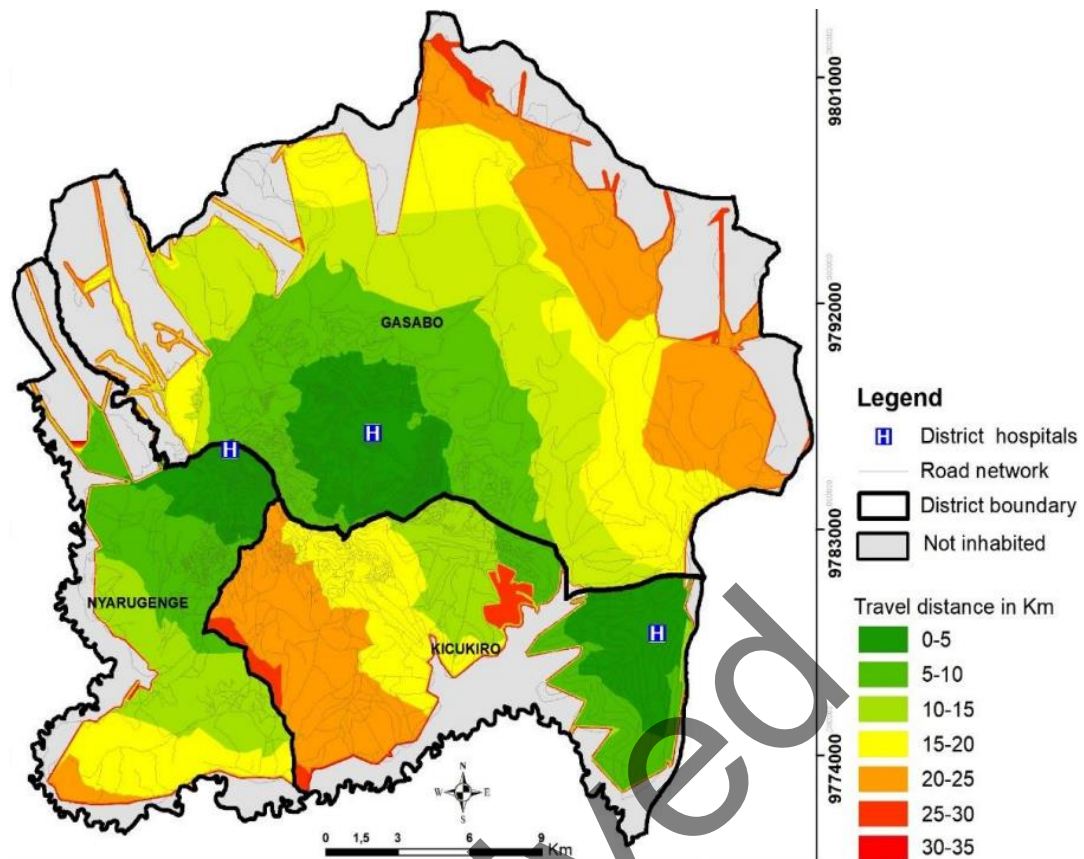 9801000
9792000
GASABO
Legend
H District hospitals
H
H
Road network
District boundary
9783000
Not inhabited
NYARUGENGE
Travel distance in Km
0-5
H
KICUKIRO
5-10
10-15
15-20
9774000
N
W E
S
20-25
25-30
0 1,5 3 6 9 Km
30-35